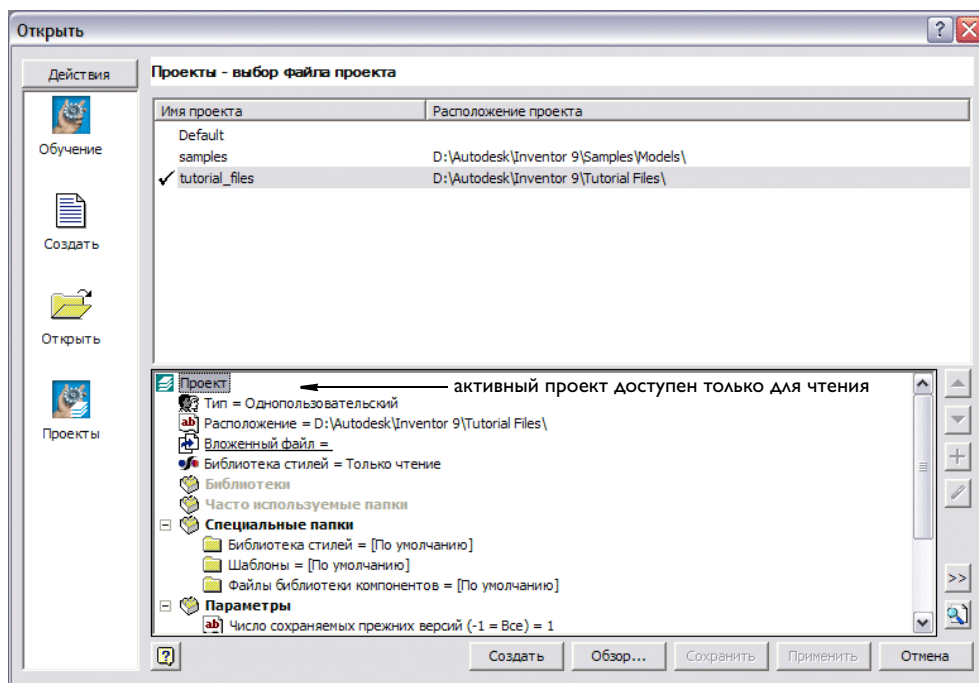 Открыть
Действия
Обучение
Создать
Открыть
Проекты
Проекты - выбор файла проекта
Имя проекта Расположение проекта
Default
samples D:\Autodesk\Inventor 9\Samples\Models\
tutorial_files D:\Autodesk\Inventor 9\Tutorial Files\
Проект активный проект доступен только для чтения
Тип = Однопользовательский
Расположение = D:\Autodesk\Inventor 9\Tutorial Files\
Вложенный файл =
Библиотека стилей = Только чтение
Библиотеки
Часто используемые папки
Специальные папки
Библиотека стилей = [По умолчанию]
Шаблоны = [По умолчанию]
Файлы библиотеки компонентов = [По умолчанию]
Параметры
Число сохраняемых прежних версий (-1 = Все) = 1
>>
Создать Обзор... Сохранить Применить Отмена